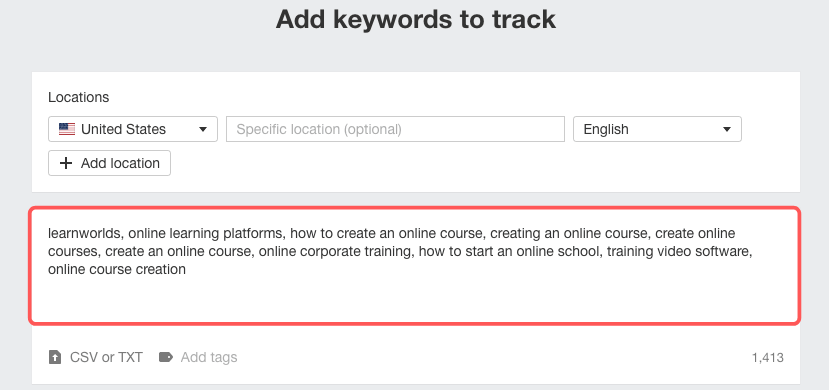 Add keywords to track
Locations
United States
Specific location (optional)
English
Add location
learnworlds, online learning platforms, how to create an online course, creating an online course, create online
courses, create an online course, online corporate training, how to start an online school, training video software,
online course creation
CSV or TXT
Add tags
1,413